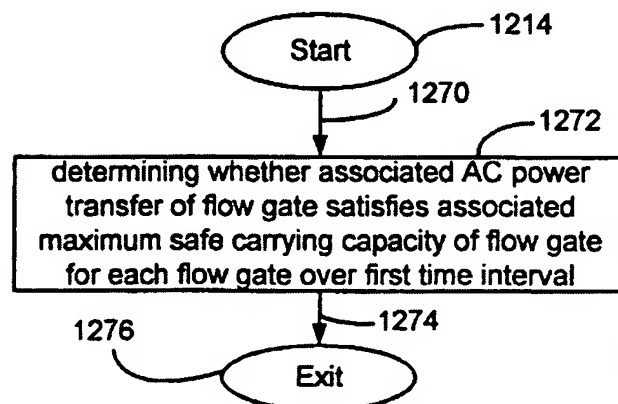 Start
1214
1270
1272
determining whether associated AC power
transfer of flow gate satisfies associated
maximum safe carrying capacity of flow gate
for each flow gate over first time interval
1274
1276
Exit